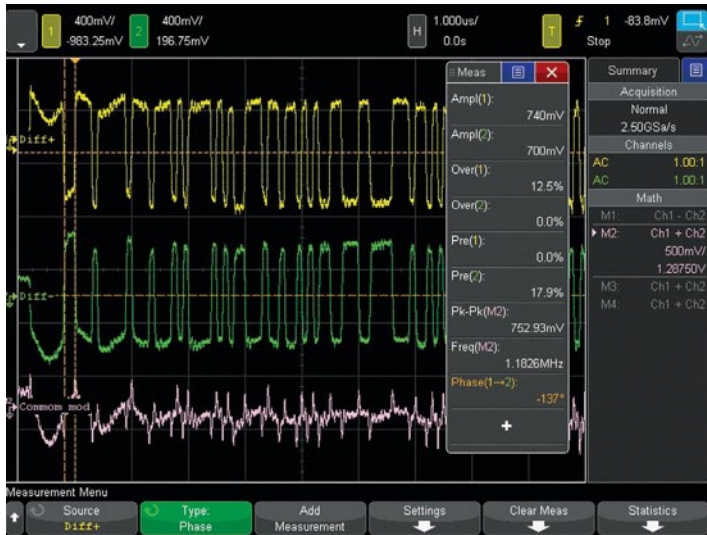 1 400mV/ -983.25mV
2 400mV/ 196.75mV
H 1.000us/ 0.0s
T 1 -83.8mV
Stop
Diff+
Diff-
Commom mod
Meas
Ampl(1):
740mV
Ampl(2):
700mV
Over(1):
12.5%
Over(2):
0.0%
Pre(1):
0.0%
Pre(2):
17.9%
Pk-Pk(M2):
752.93mV
Freq(M2):
1.1826MHz
Phase(1→2):
-137°
+
Summary
Acquisition
Normal
2.50GSa/s
Channels
AC 1.00:1
AC 1.00:1
Math
M1: Ch1 - Ch2
M2: Ch1 + Ch2
500mV/
1.28750V
M3: Ch1 + Ch2
M4: Ch1 + Ch2
Measurement Menu
Source
Diff+
Type:
Phase
Add
Measurement
Settings
Clear Meas
Statistics